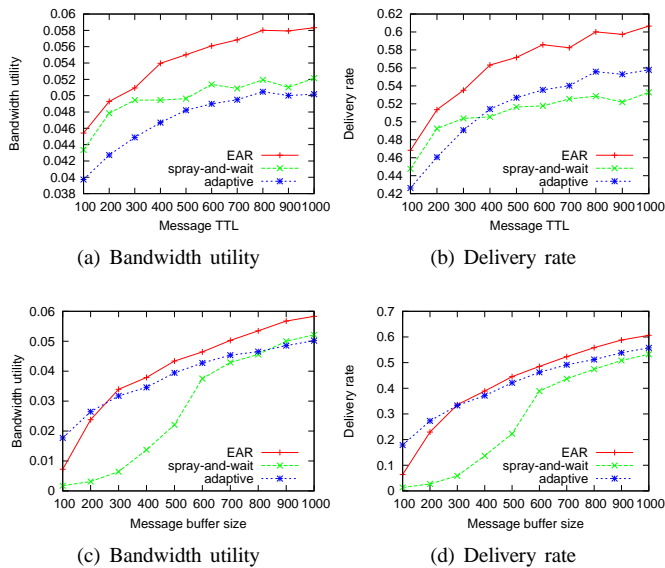 0.06
0.058
0.056
0.054
0.052
0.05
0.048
0.046
0.044
0.042
0.04
0.038
Bandwidth utility
EAR
spray-and-wait
adaptive
100 200 300 400 500 600 700 800 900 1000
Message TTL
(a) Bandwidth utility
0.62
0.6
0.58
0.56
0.54
0.52
0.5
0.48
0.46
0.44
0.42
Delivery rate
EAR
spray-and-wait
adaptive
100 200 300 400 500 600 700 800 900 1000
Message TTL
(b) Delivery rate
0.06
0.05
0.04
0.03
0.02
0.01
0
Bandwidth utility
EAR
spray-and-wait
adaptive
100 200 300 400 500 600 700 800 900 1000
Message buffer size
(c) Bandwidth utility
0.7
0.6
0.5
0.4
0.3
0.2
0.1
0
Delivery rate
EAR
spray-and-wait
adaptive
100 200 300 400 500 600 700 800 900 1000
Message buffer size
(d) Delivery rate